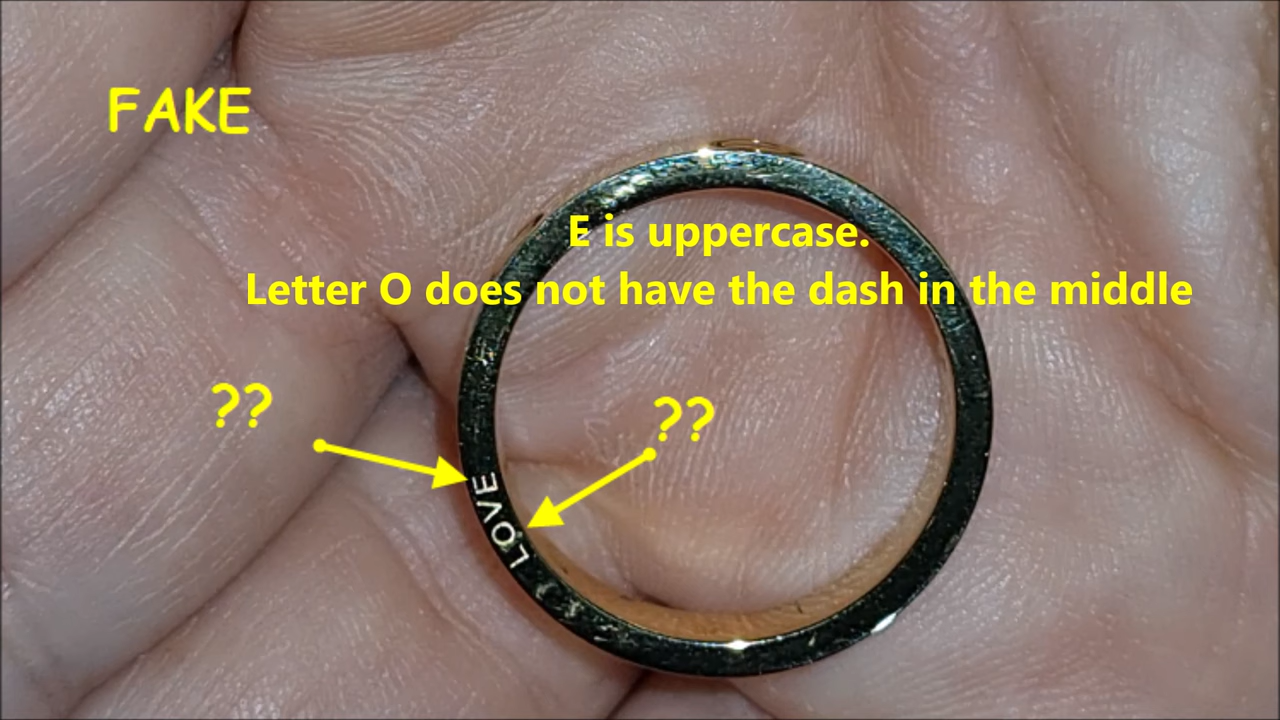 FAKE
E is uppercase.
Letter O does not have the dash in the middle
??
??
LOVE